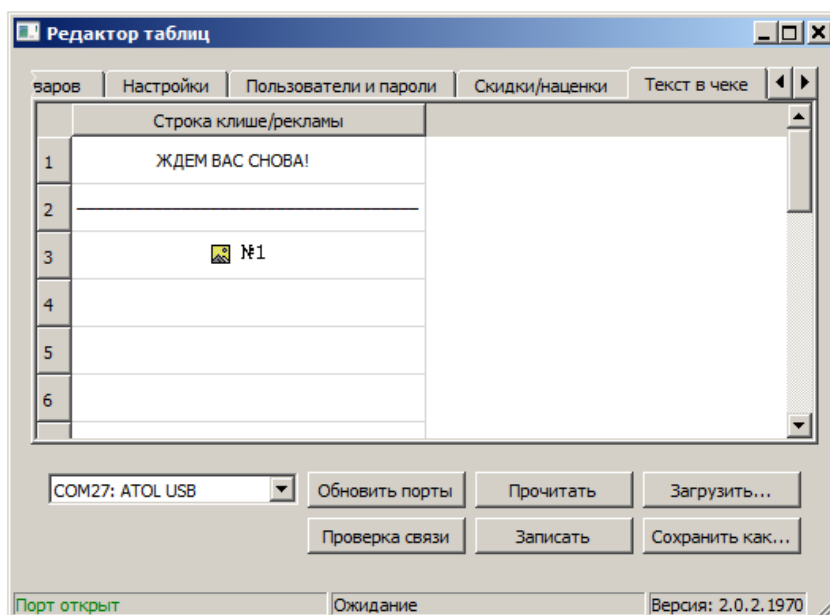 Редактор таблиц
варов Настройки Пользователи и пароли Скидки/наценки Текст в чеке
Строка клише/рекламы
1 ЖДЕМ ВАС СНОВА!
2
3 №1
4
5
6
COM27: ATOL USB Обновить порты Прочитать Загрузить...
Проверка связи Записать Сохранить как...
Порт открыт Ожидание Версия: 2.0.2.1970